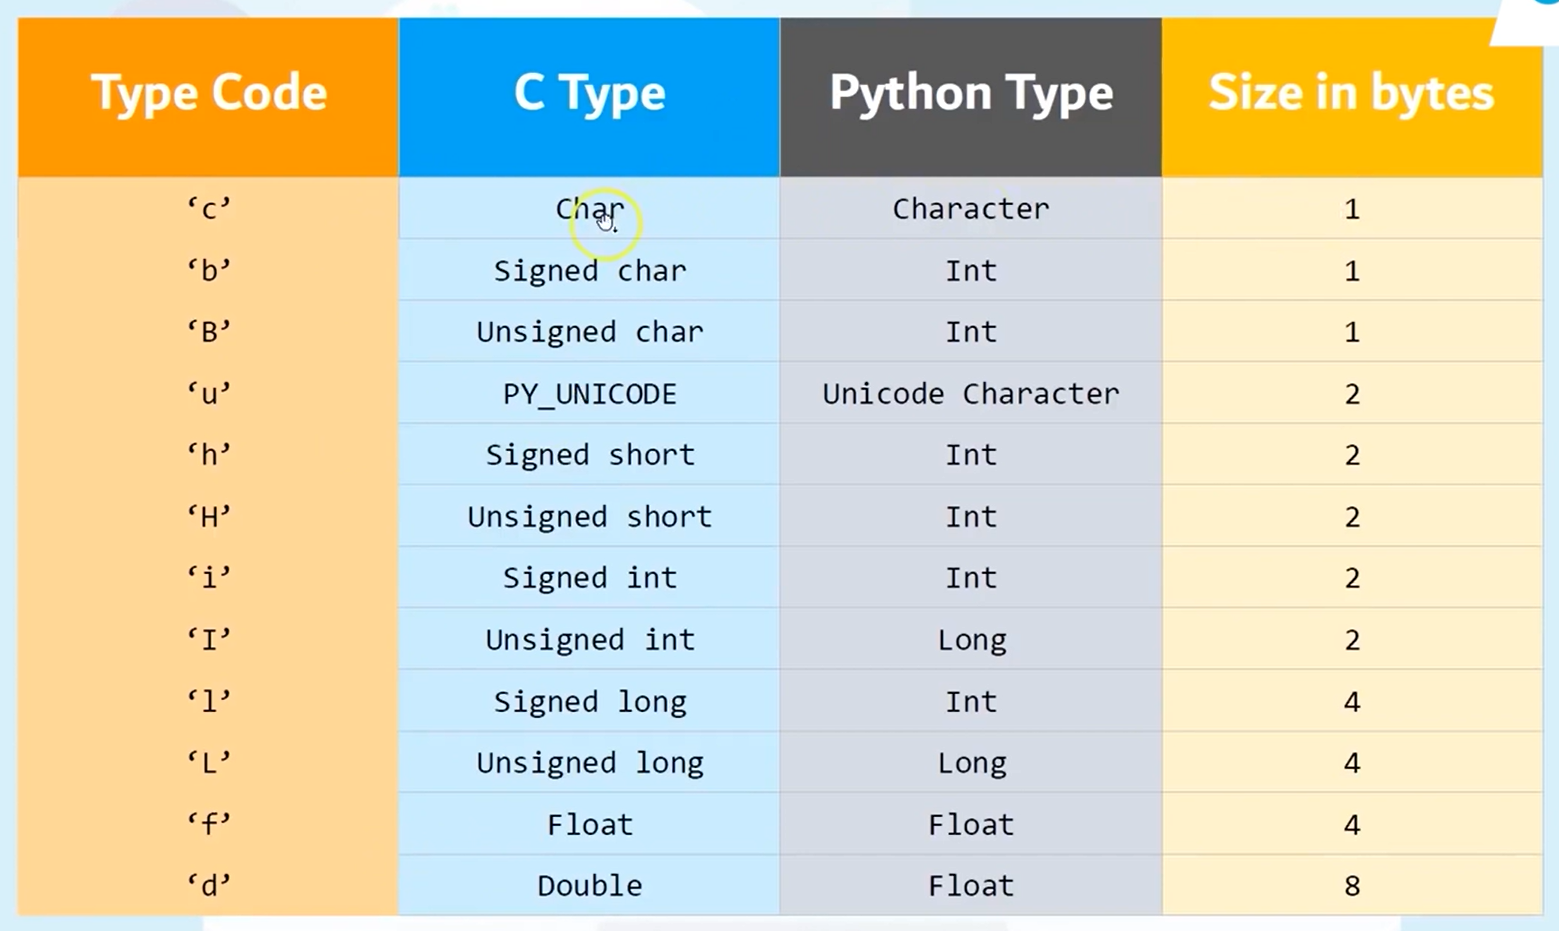 Type Code C Type Python Type Size in bytes
‘c’ Char Character 1
‘b’ Signed char Int 1
‘B’ Unsigned char Int 1
‘u’ PY_UNICODE Unicode Character 2
‘h’ Signed short Int 2
‘H’ Unsigned short Int 2
‘i’ Signed int Int 2
‘I’ Unsigned int Long 2
‘l’ Signed long Int 4
‘L’ Unsigned long Long 4
‘f’ Float Float 4
‘d’ Double Float 8